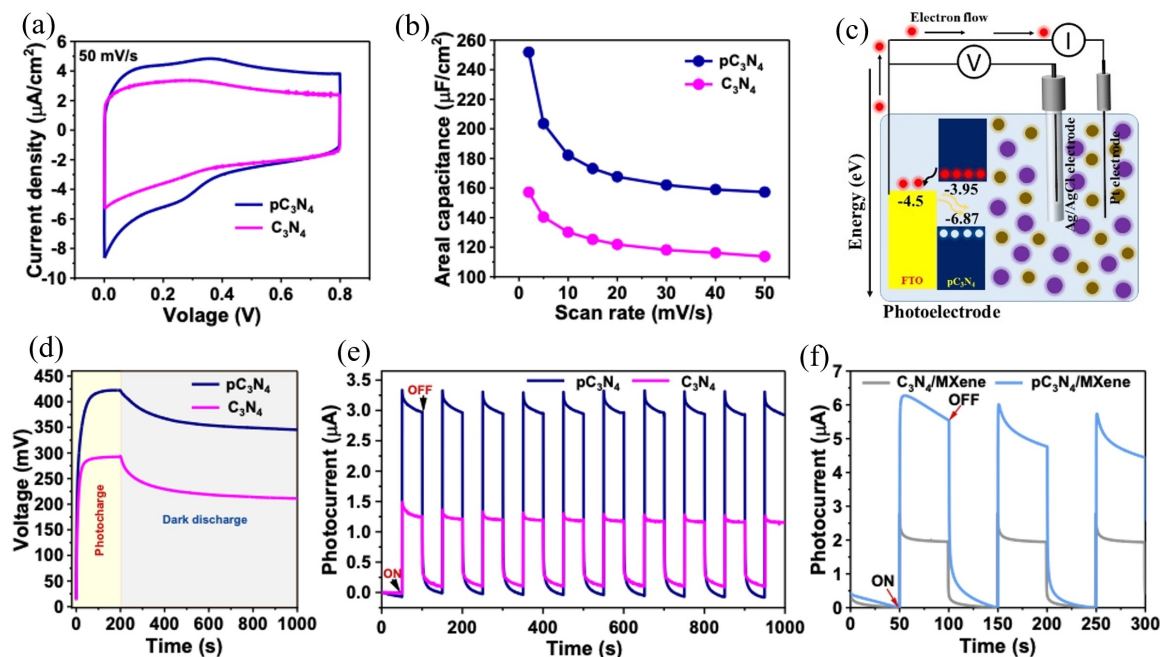 (a)
50 mV/s
Current density (μA/cm²)
6
4
2
0
-2
-4
-6
-8
-10
pC₃N₄
C₃N₄
0.0
0.2
0.4
0.6
0.8
Volage (V)
(b)
Areal capacitance (μF/cm²)
260
240
220
200
180
160
140
120
100
pC₃N₄
C₃N₄
0
10
20
30
40
50
Scan rate (mV/s)
(c)
Electron flow
I
V
Energy (eV)
-3.95
-4.5
-6.87
FTO
pC₃N₄
Ag/AgCl electrode
Pt electrode
Photoelectrode
(d)
Voltage (mV)
450
400
350
300
250
200
150
100
50
0
pC₃N₄
C₃N₄
Photocharge
Dark discharge
0
200
400
600
800
1000
Time (s)
(e)
Photocurrent (μA)
3.5
3.0
2.5
2.0
1.5
1.0
0.5
0.0
OFF
pC₃N₄
C₃N₄
ON
0
200
400
600
800
1000
Time (s)
(f)
Photocurrent (μA)
7
6
5
4
3
2
1
0
C₃N₄/MXene
pC₃N₄/MXene
OFF
ON
0
50
100
150
200
250
300
Time (s)